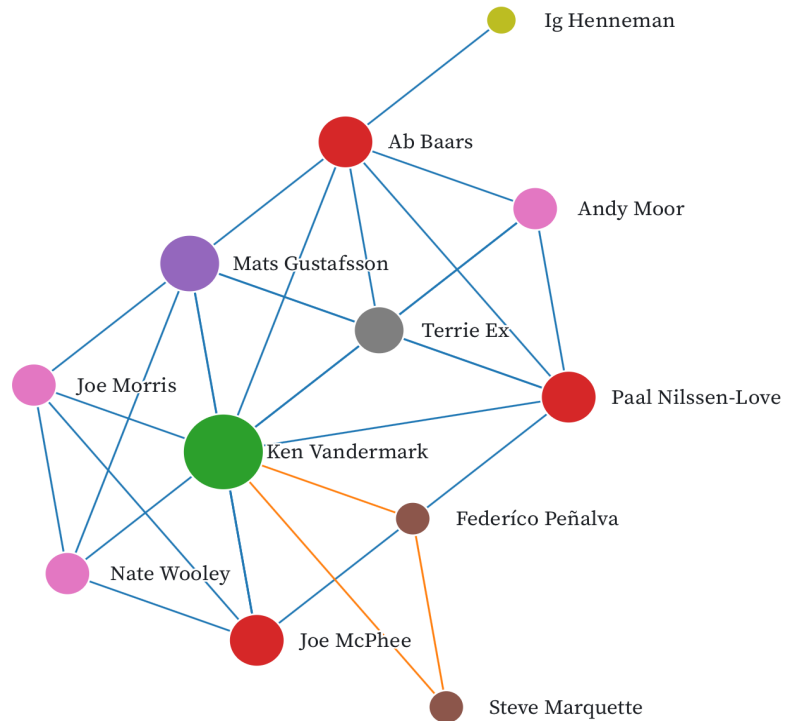 Ig Henneman
Ab Baars
Andy Moor
Mats Gustafsson
Terrie Ex
Joe Morris
Paal Nilssen-Love
Ken Vandermark
Federíco Peñalva
Nate Wooley
Joe McPhee
Steve Marquette